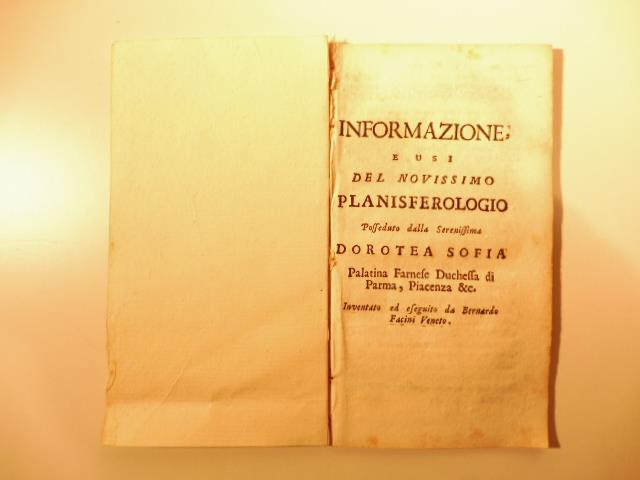 INFORMAZIONE,
E USI
DEL NOVISSIMO
PLANISFEROLOGIO
Poſſeduto dalla Sereniſſima
DOROTEA SOFIA
Palatina Farneſe Ducheſſa di
Parma, Piacenza &c.
Inventato ed eſeguito da Bernardo
Facini Veneto.